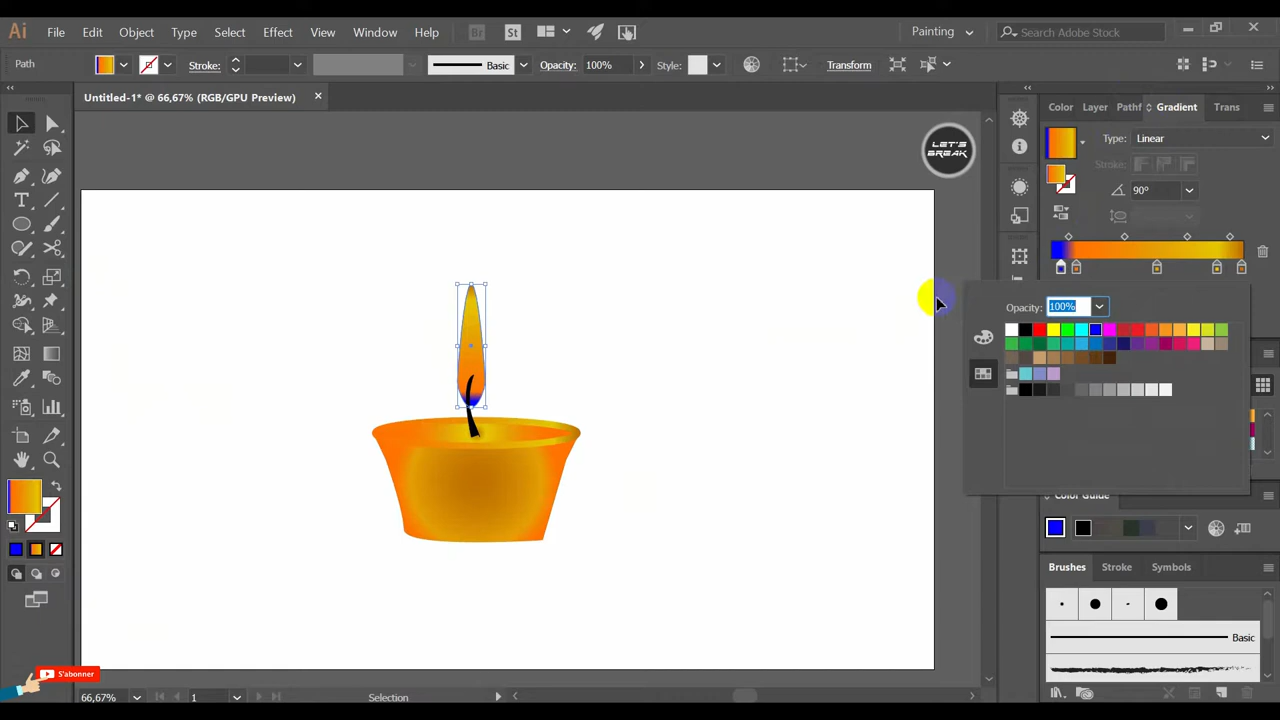 Ai File Edit Object Type Select Effect View Window Help Br St Painting Search Adobe Stock
Path Stroke: Basic Opacity: 100% Style: Transform
Untitled-1* @ 66,67% (RGB/GPU Preview)
Color Layer Pathf Gradient Trans
LET'S BREAK
Type: Linear
Stroke:
90°
Opacity: 100%
Color Guide
Brushes Stroke Symbols
Basic
S'abonner
66,67% 1 Selection